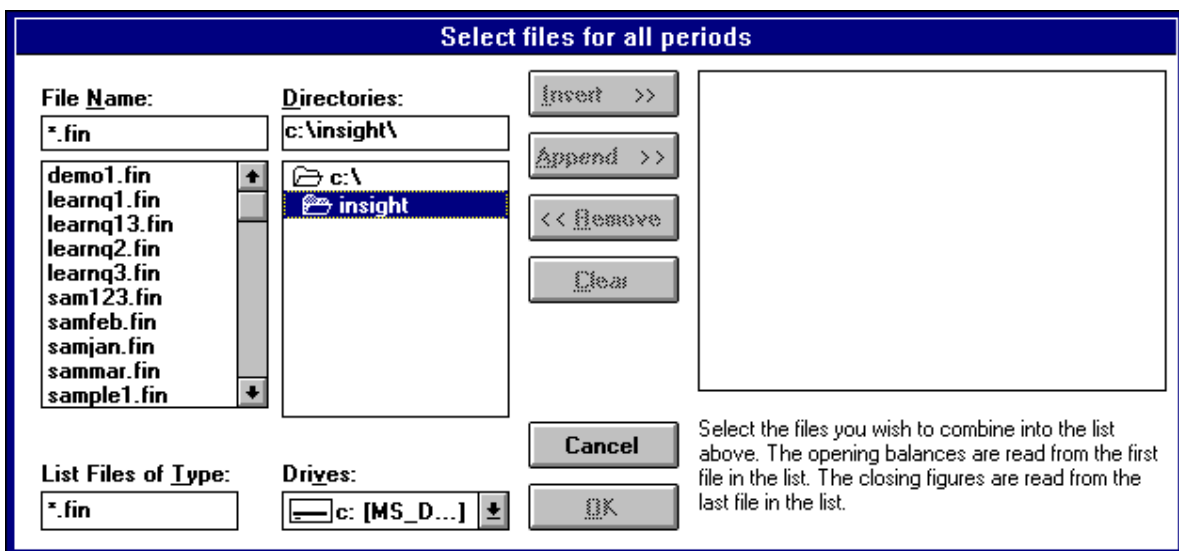 Select files for all periods
File Name:
*.fin
demo1.fin
learnq1.fin
learnq13.fin
learnq2.fin
learnq3.fin
sam123.fin
samfeb.fin
samjan.fin
sammar.fin
sample1.fin
List Files of Type:
*.fin
Directories:
c:\insight\
c:\
insight
Drives:
c: [MS_D...]
Insert >>
Append >>
<< Remove
Clear
Cancel
OK
Select the files you wish to combine into the list
above. The opening balances are read from the first
file in the list. The closing figures are read from the
last file in the list.